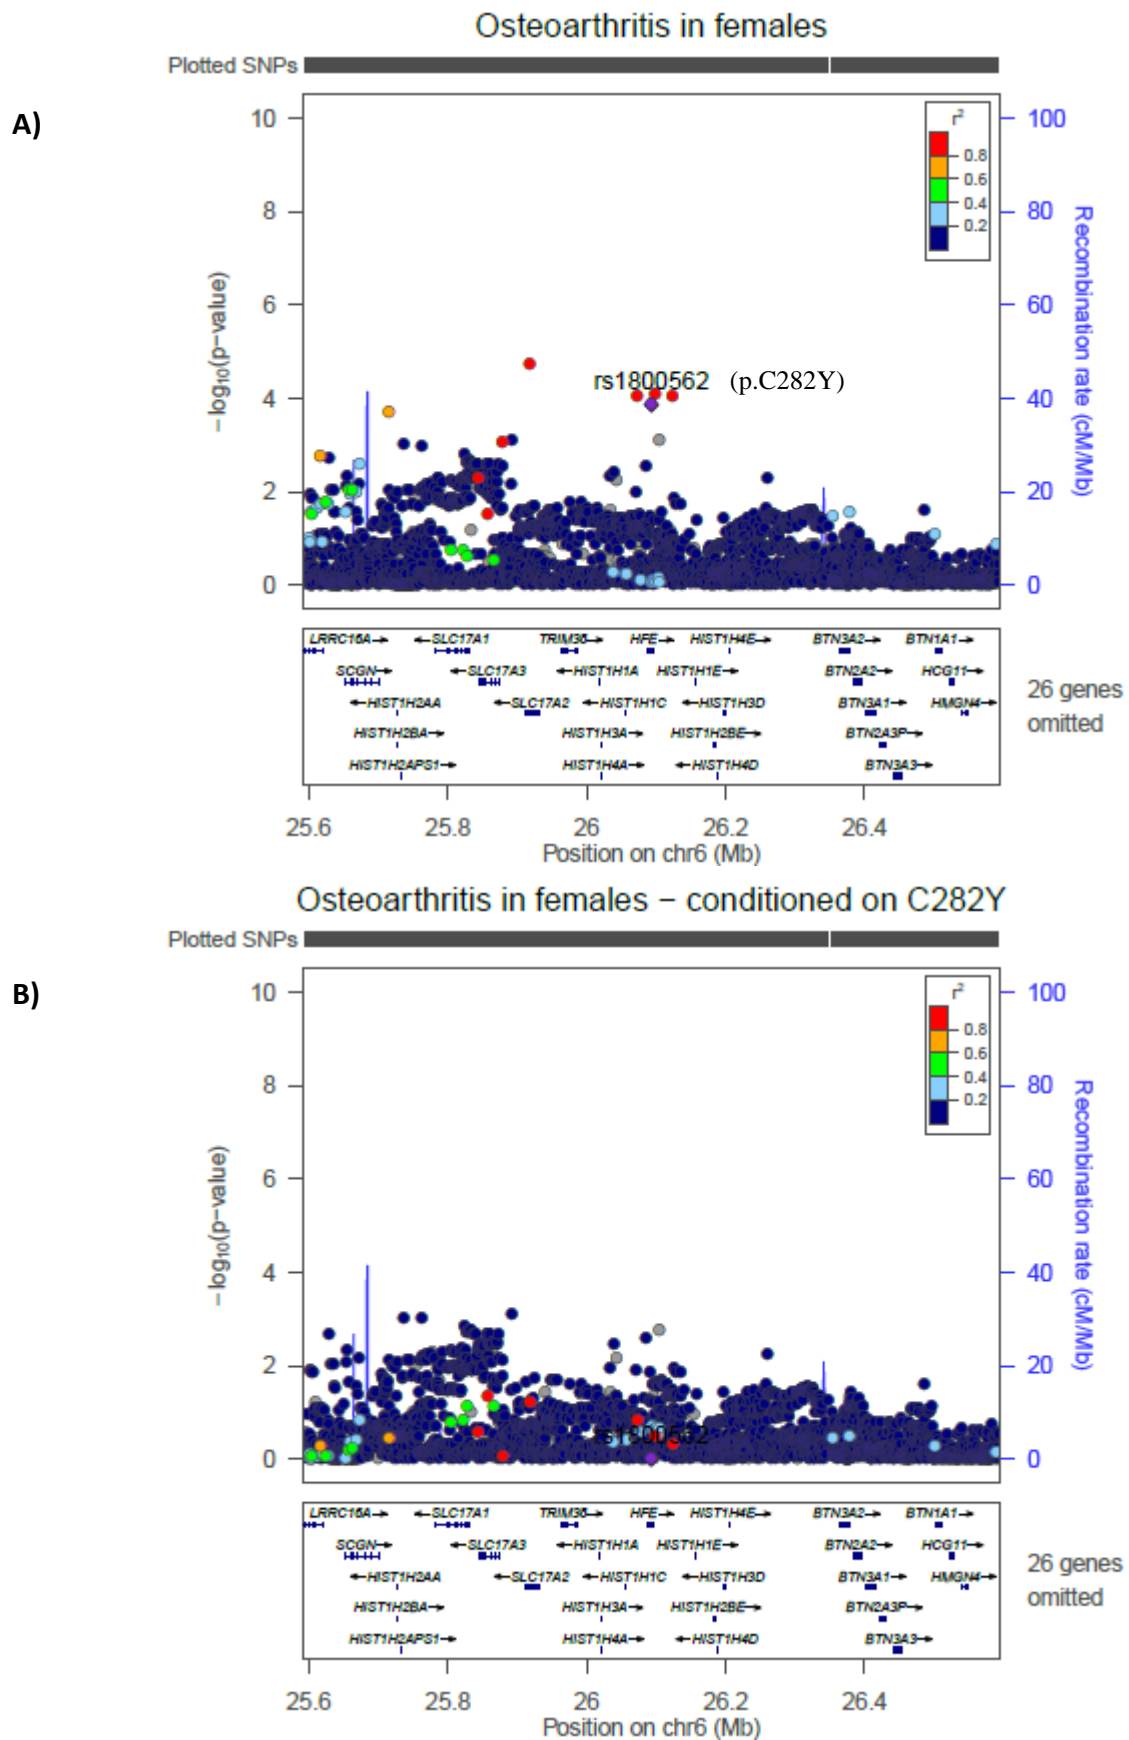 Osteoarthritis in females
Plotted SNPs
A)
10
8
6
4
2
0
−log10(p−value)
100
80
60
40
20
0
Recombination rate (cM/Mb)
r²
0.8
0.6
0.4
0.2
rs1800562 (p.C282Y)
LRRC16A→ ←SLC17A1 TRIM38→ HFE→ HIST1H4E→ BTN3A2→ BTN1A1→
SCGN→ ←SLC17A3 ←HIST1H1A HIST1H1E→ BTN2A2→ HCG11→
←HIST1H2AA ←SLC17A2 ←HIST1H1C ←HIST1H3D BTN3A1→ HMGN4→
HIST1H2BA→ HIST1H3A→ HIST1H2BE→ BTN2A3P→
HIST1H2APS1→ HIST1H4A→ ←HIST1H4D BTN3A3→
26 genes
omitted
25.6 25.8 26 26.2 26.4
Position on chr6 (Mb)
Osteoarthritis in females − conditioned on C282Y
Plotted SNPs
B)
10
8
6
4
2
0
−log10(p−value)
100
80
60
40
20
0
Recombination rate (cM/Mb)
r²
0.8
0.6
0.4
0.2
rs1800562
LRRC16A→ ←SLC17A1 TRIM38→ HFE→ HIST1H4E→ BTN3A2→ BTN1A1→
SCGN→ ←SLC17A3 ←HIST1H1A HIST1H1E→ BTN2A2→ HCG11→
←HIST1H2AA ←SLC17A2 ←HIST1H1C ←HIST1H3D BTN3A1→ HMGN4→
HIST1H2BA→ HIST1H3A→ HIST1H2BE→ BTN2A3P→
HIST1H2APS1→ HIST1H4A→ ←HIST1H4D BTN3A3→
26 genes
omitted
25.6 25.8 26 26.2 26.4
Position on chr6 (Mb)